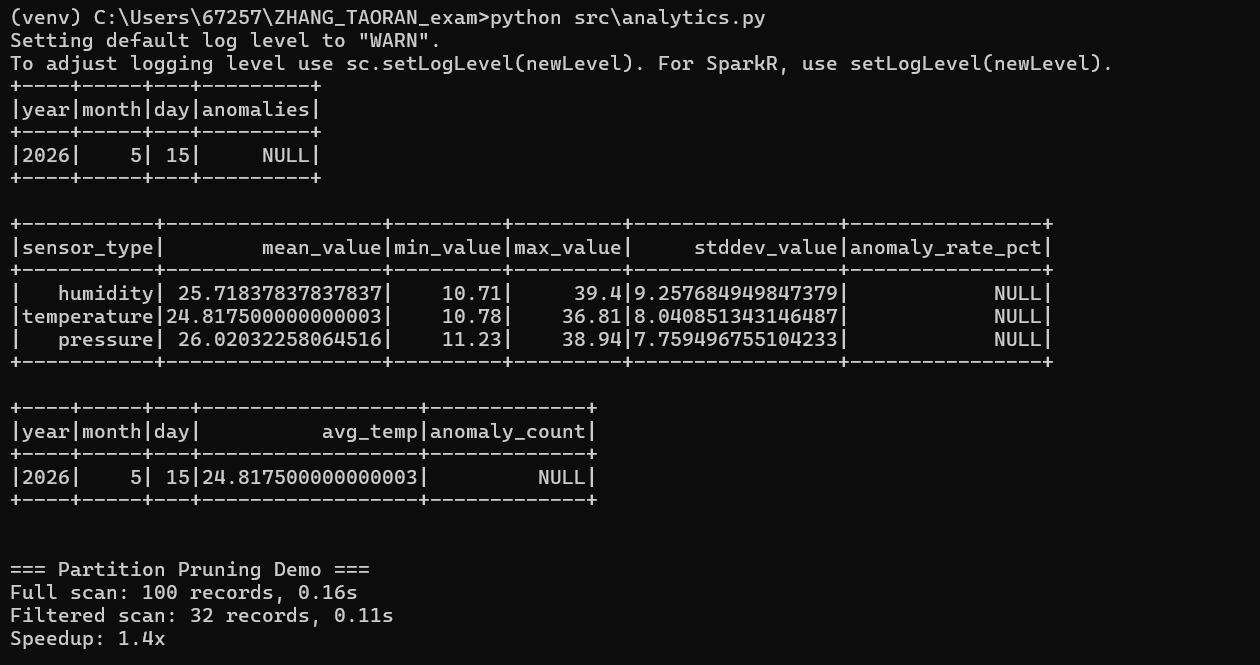 (venv) C:\Users\67257\ZHANG_TAORAN_exam>python src\analytics.py
Setting default log level to "WARN".
To adjust logging level use sc.setLogLevel(newLevel). For SparkR, use setLogLevel(newLevel).
+----+-----+---+---------+
|year|month|day|anomalies|
+----+-----+---+---------+
|2026|    5| 15|     NULL|
+----+-----+---+---------+

+-----------+------------------+---------+---------+-----------------+----------------+
|sensor_type|        mean_value|min_value|max_value|     stddev_value|anomaly_rate_pct|
+-----------+------------------+---------+---------+-----------------+----------------+
|   humidity| 25.71837837837837|    10.71|     39.4|9.257684949847379|            NULL|
|temperature|24.817500000000003|    10.78|    36.81|8.040851343146487|            NULL|
|   pressure| 26.02032258064516|    11.23|    38.94|7.759496755104233|            NULL|
+-----------+------------------+---------+---------+-----------------+----------------+

+----+-----+---+------------------+-------------+
|year|month|day|          avg_temp|anomaly_count|
+----+-----+---+------------------+-------------+
|2026|    5| 15|24.817500000000003|         NULL|
+----+-----+---+------------------+-------------+

=== Partition Pruning Demo ===
Full scan: 100 records, 0.16s
Filtered scan: 32 records, 0.11s
Speedup: 1.4x